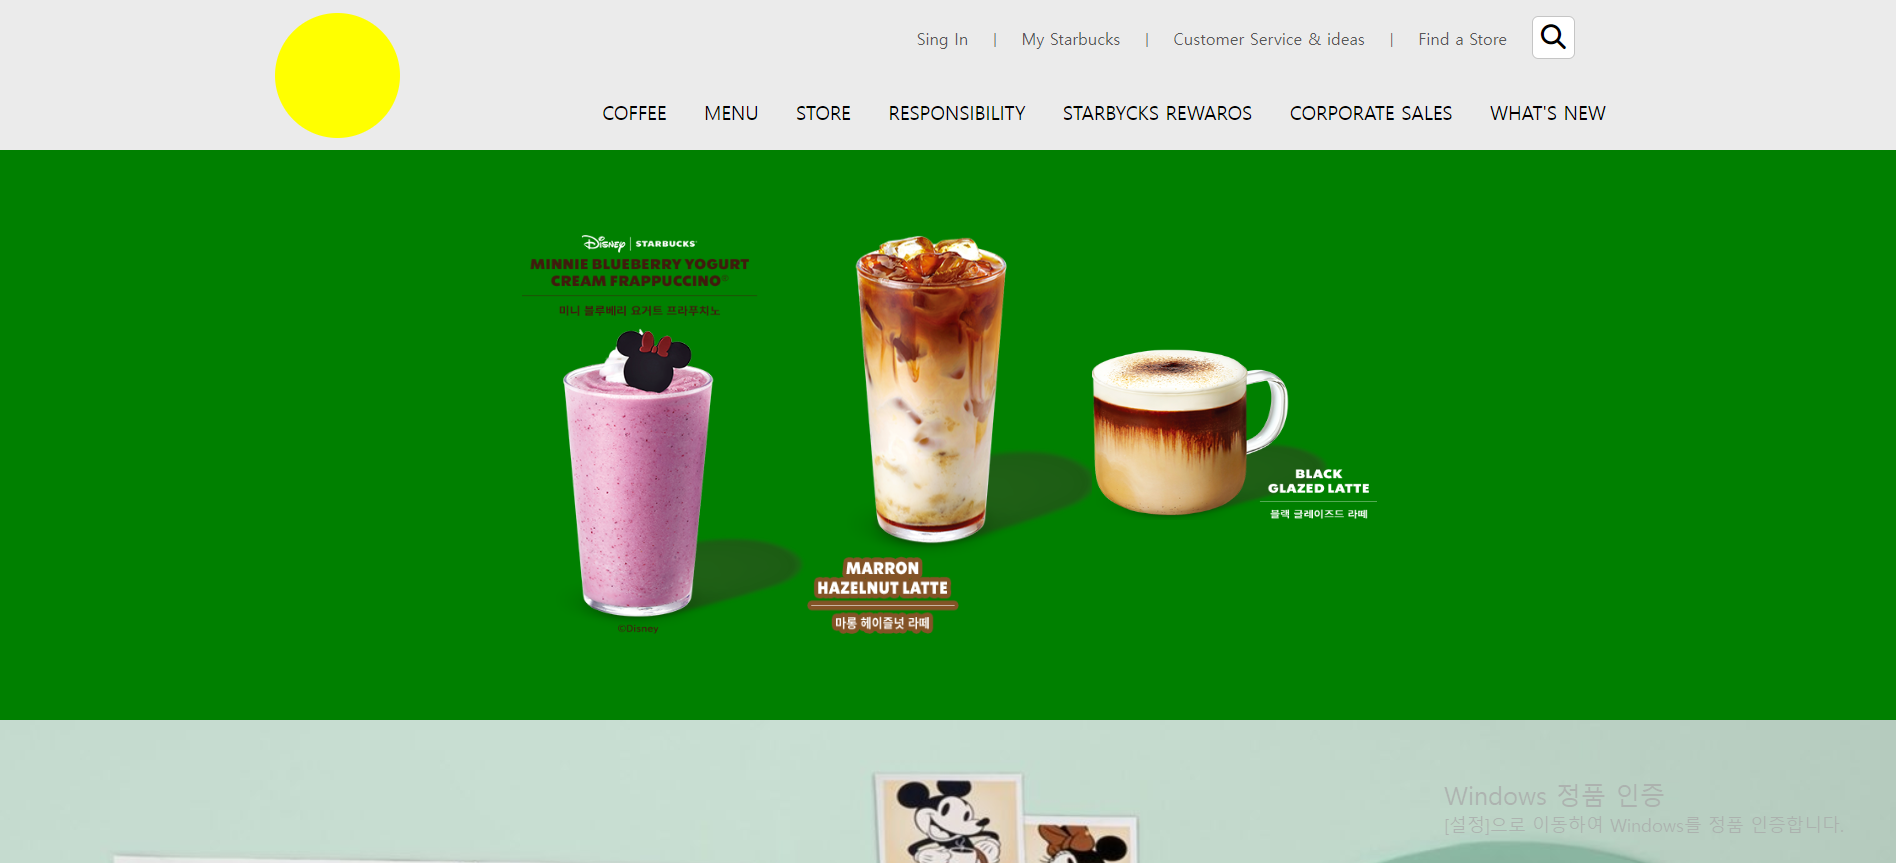 Sing In | My Starbucks | Customer Service & ideas | Find a Store
COFFEE MENU STORE RESPONSIBILITY STARBYCKS REWAROS CORPORATE SALES WHAT'S NEW
Disney | STARBUCKS
MINNIE BLUEBERRY YOGURT
CREAM FRAPPUCCINO®
미니 블루베리 요거트 프라푸치노
©Disney
MARRON
HAZELNUT LATTE
마롱 헤이즐넛 라떼
BLACK
GLAZED LATTE
블랙 글레이즈드 라떼
Windows 정품 인증
[설정]으로 이동하여 Windows를 정품 인증합니다.